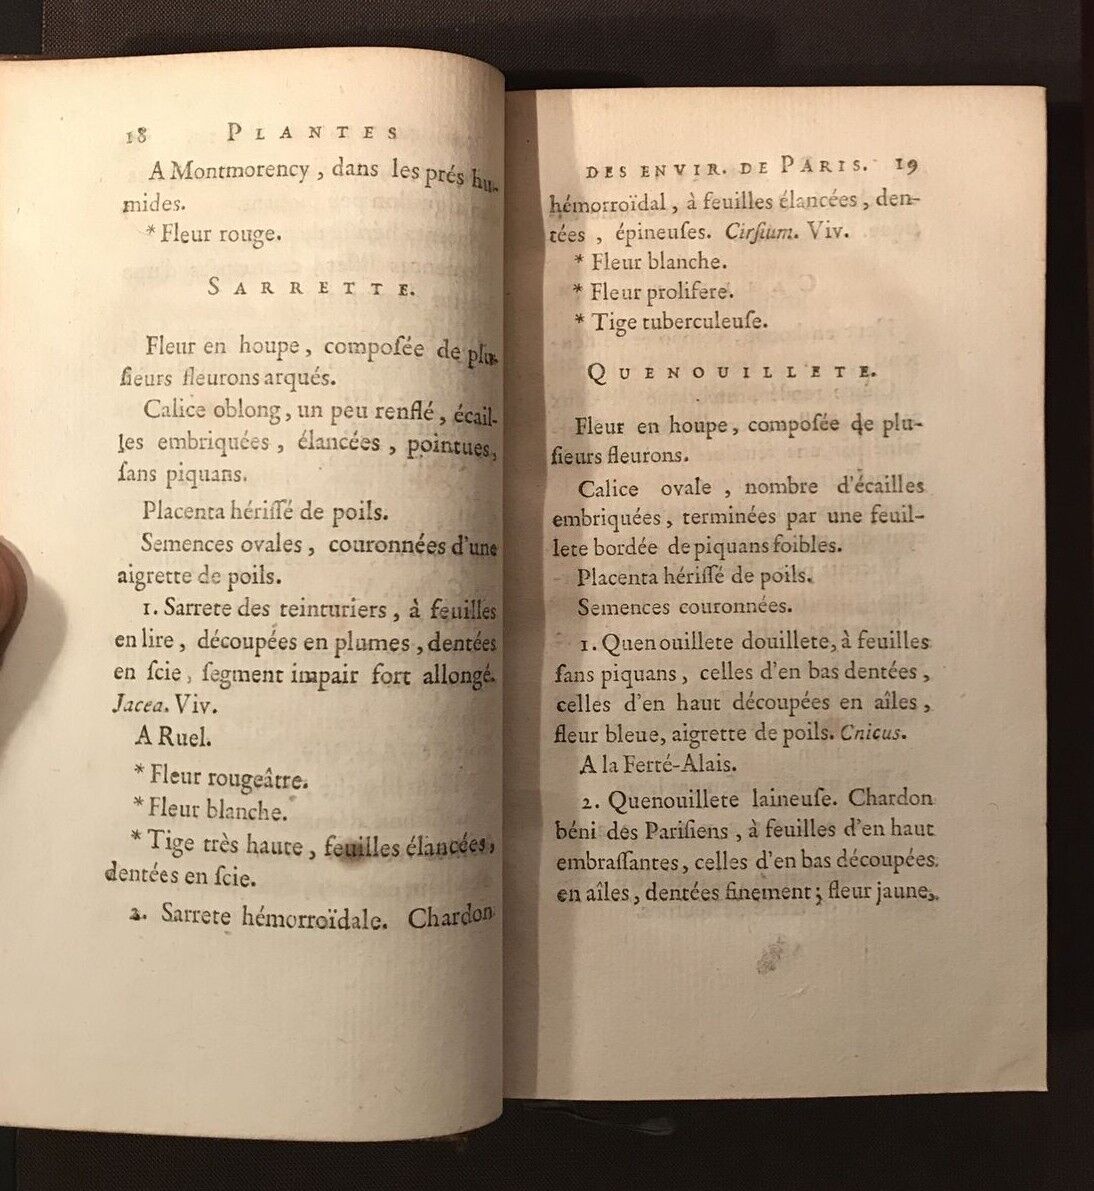 18 PLANTES
A Montmorency, dans les prés hu-
mides.
* Fleur rouge.
SARRETTE.
Fleur en houpe, compoſée de plu-
ſieurs fleurons arqués.
Calice oblong, un peu renflé, écail-
les embriquées, élancées, pointues,
ſans piquans.
Placenta hériſſé de poils.
Semences ovales, couronnées d'une
aigrette de poils.
1. Sarrete des teinturiers, à feuilles
en lire, découpées en plumes, dentées
en ſcie, ſegment impair fort allongé.
Jacea. Viv.
A Ruel.
* Fleur rougeâtre.
* Fleur blanche.
* Tige très haute, feuilles élancées,
dentées en ſcie.
2. Sarrete hémorroïdale. Chardon
DES ENVIR. DE PARIS. 19
hémorroïdal, à feuilles élancées, den-
tées, épineuſes. Cirſium. Viv.
* Fleur blanche.
* Fleur prolifere.
* Tige tuberculeuſe.
QUENOUILLETE.
Fleur en houpe, compoſée de plu-
ſieurs fleurons.
Calice ovale, nombre d'écailles
embriquées, terminées par une feuil-
lete bordée de piquans foibles.
Placenta hériſſé de poils.
Semences couronnées.
1. Quenouillete douillete, à feuilles
ſans piquans, celles d'en bas dentées,
celles d'en haut découpées en aîles,
fleur bleue, aigrette de poils. Cnicus.
A la Ferté-Alais.
2. Quenouillete laineuſe. Chardon
béni des Pariſiens, à feuilles d'en haut
embraſſantes, celles d'en bas découpées
en aîles, dentées finement; fleur jaune,